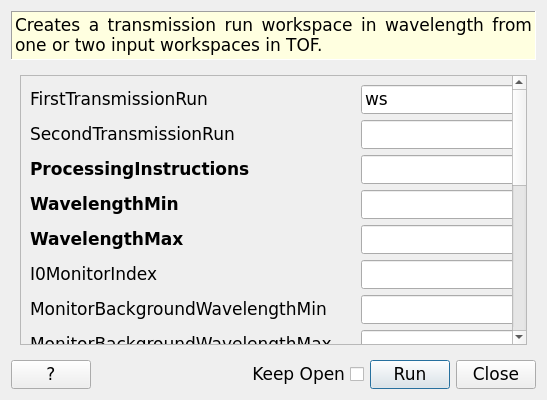 Creates a transmission run workspace in wavelength from
one or two input workspaces in TOF.
FirstTransmissionRun ws
SecondTransmissionRun
ProcessingInstructions
WavelengthMin
WavelengthMax
I0MonitorIndex
MonitorBackgroundWavelengthMin
MonitorBackgroundWavelengthMax
? Keep Open Run Close